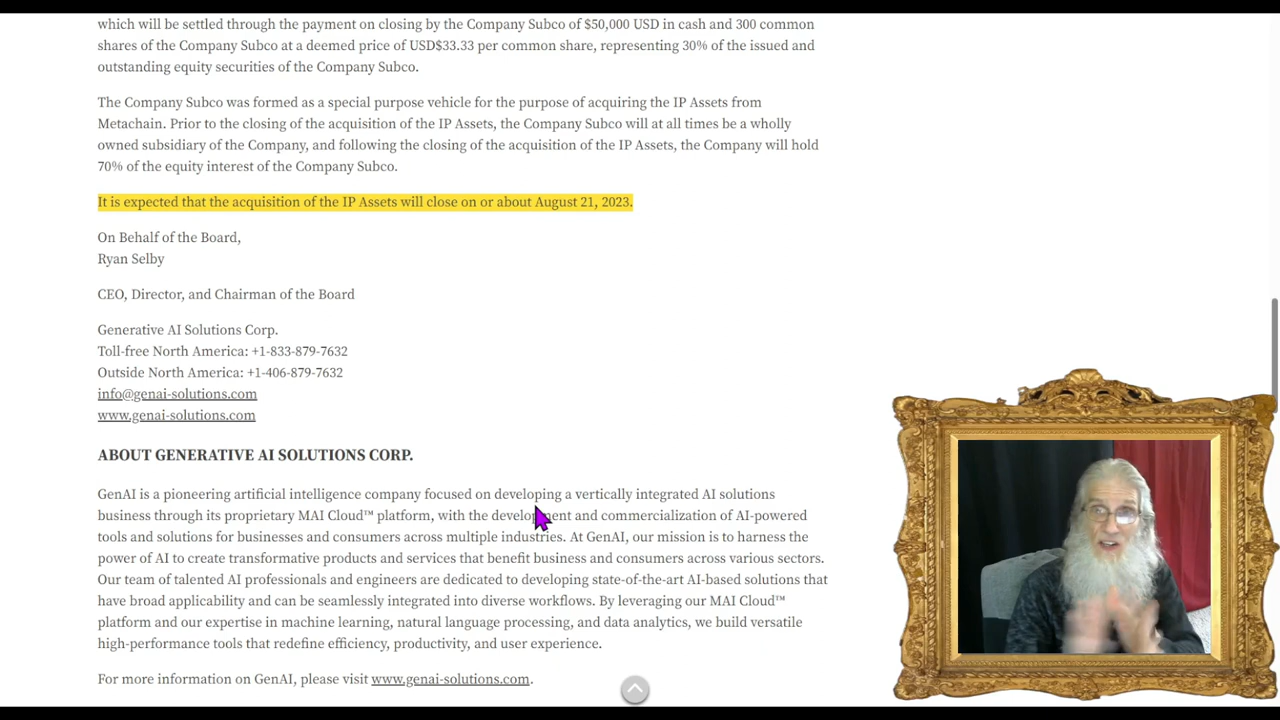 which will be settled through the payment on closing by the Company Subco of $50,000 USD in cash and 300 common
shares of the Company Subco at a deemed price of USD$33.33 per common share, representing 30% of the issued and
outstanding equity securities of the Company Subco.
The Company Subco was formed as a special purpose vehicle for the purpose of acquiring the IP Assets from
Metachain. Prior to the closing of the acquisition of the IP Assets, the Company Subco will at all times be a wholly
owned subsidiary of the Company, and following the closing of the acquisition of the IP Assets, the Company will hold
70% of the equity interest of the Company Subco.
It is expected that the acquisition of the IP Assets will close on or about August 21, 2023.
On Behalf of the Board,
Ryan Selby
CEO, Director, and Chairman of the Board
Generative AI Solutions Corp.
Toll-free North America: +1-833-879-7632
Outside North America: +1-406-879-7632
info@genai-solutions.com
www.genai-solutions.com
ABOUT GENERATIVE AI SOLUTIONS CORP.
GenAI is a pioneering artificial intelligence company focused on developing a vertically integrated AI solutions
business through its proprietary MAI Cloud™ platform, with the development and commercialization of AI-powered
tools and solutions for businesses and consumers across multiple industries. At GenAI, our mission is to harness the
power of AI to create transformative products and services that benefit business and consumers across various sectors.
Our team of talented AI professionals and engineers are dedicated to developing state-of-the-art AI-based solutions that
have broad applicability and can be seamlessly integrated into diverse workflows. By leveraging our MAI Cloud™
platform and our expertise in machine learning, natural language processing, and data analytics, we build versatile
high-performance tools that redefine efficiency, productivity, and user experience.
For more information on GenAI, please visit www.genai-solutions.com.